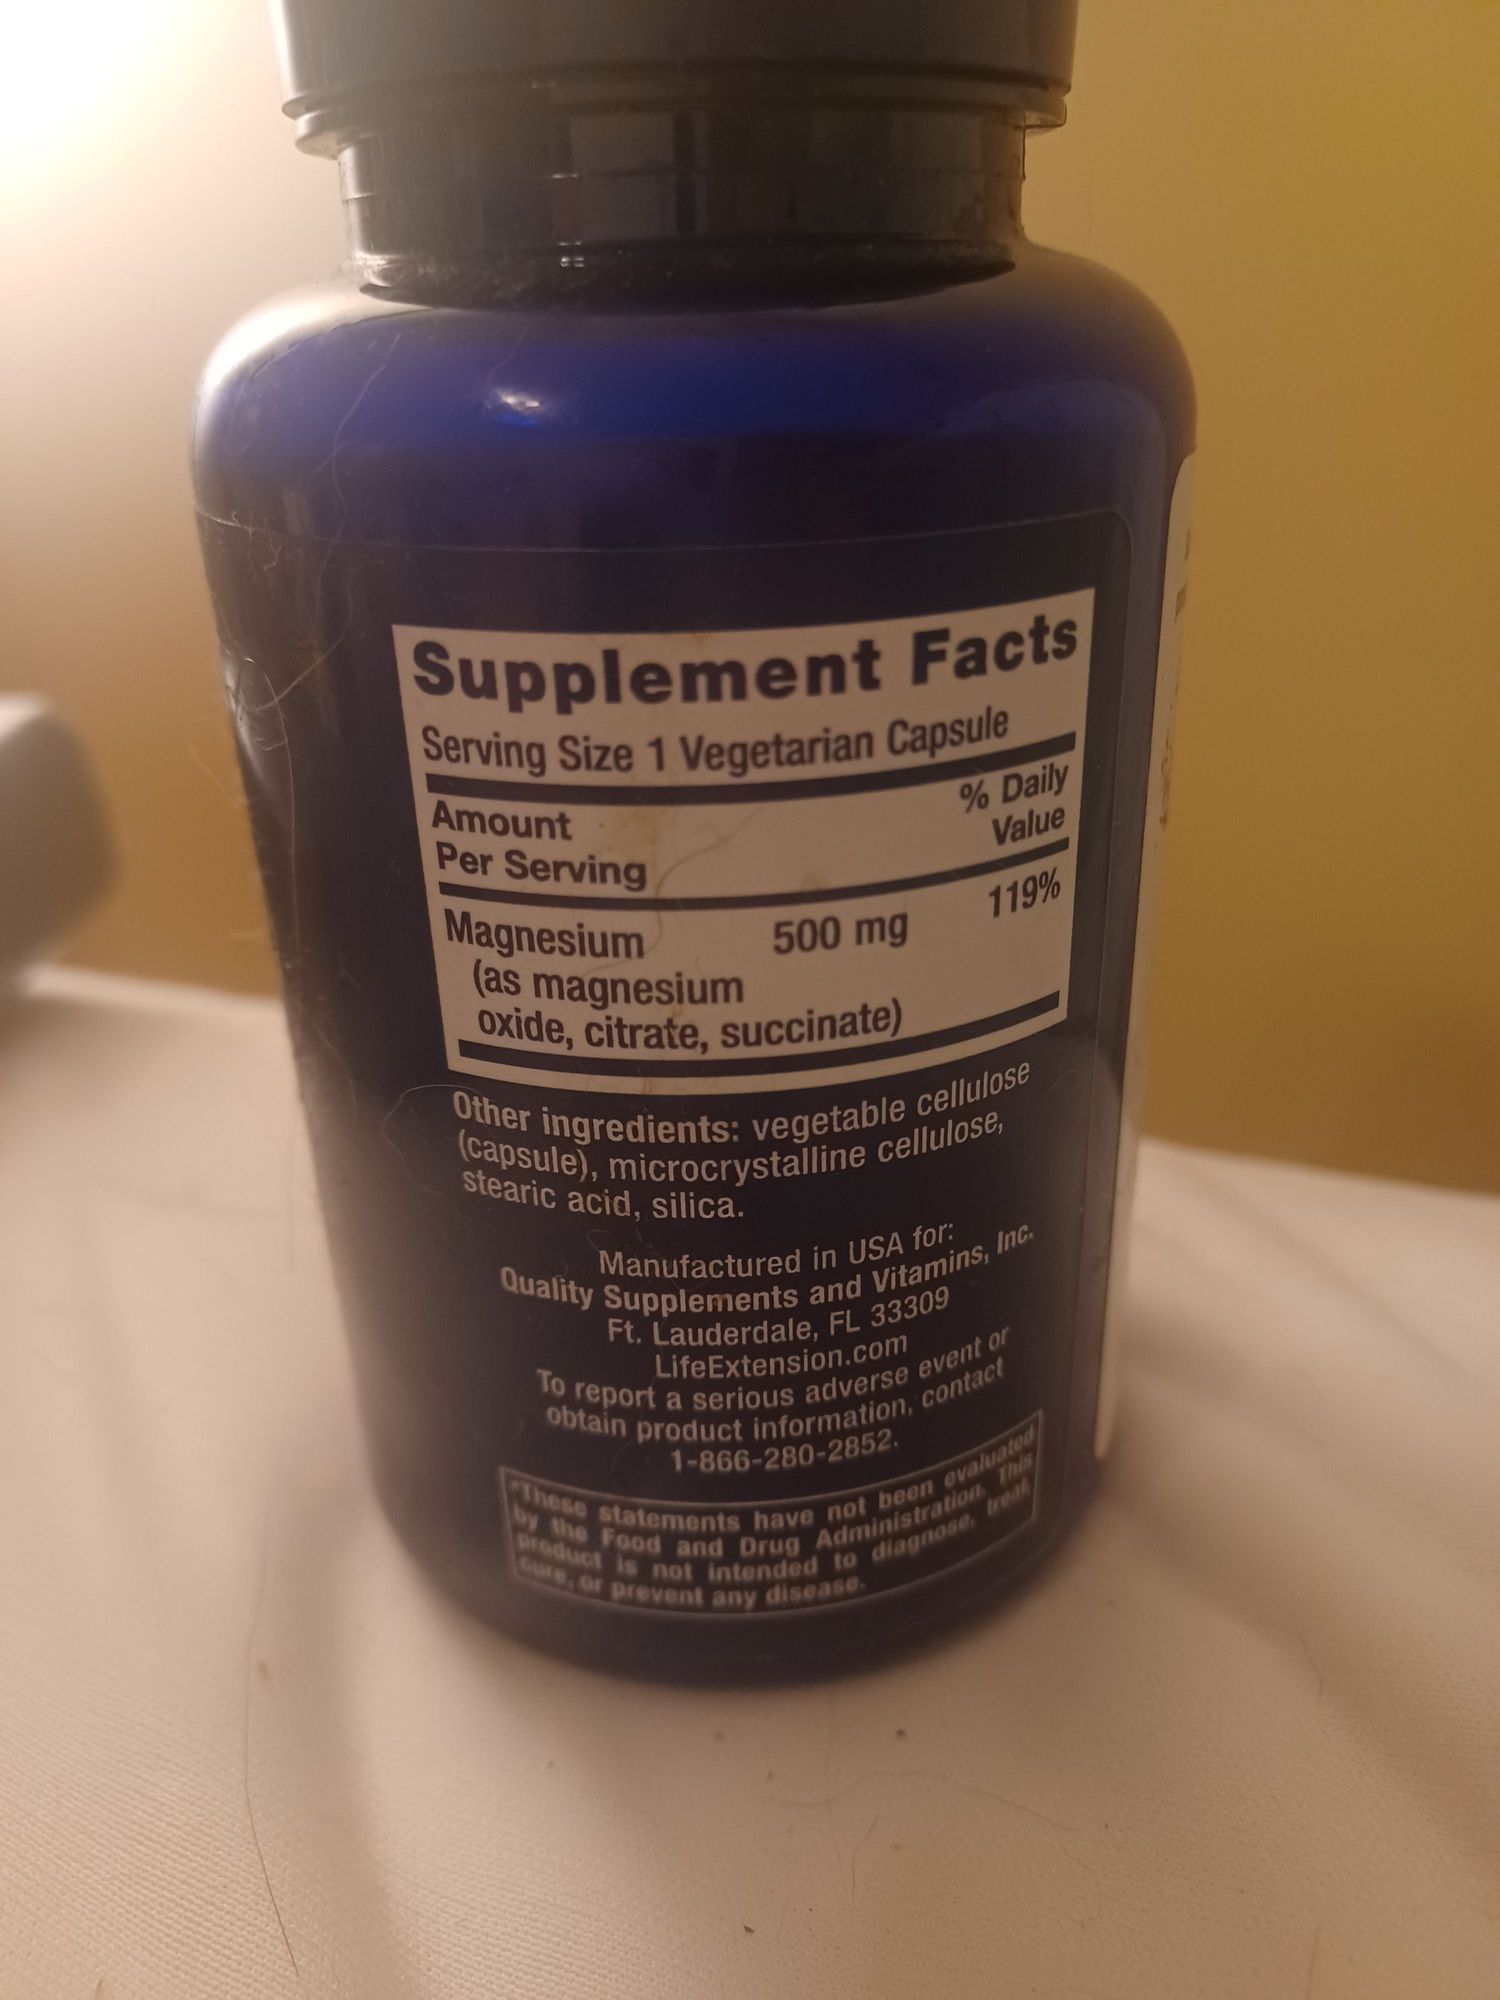 Supplement Facts
Serving Size 1 Vegetarian Capsule
Amount
Per Serving
% Daily
Value
Magnesium 500 mg 119%
(as magnesium
oxide, citrate, succinate)
Other ingredients: vegetable cellulose
(capsule), microcrystalline cellulose,
stearic acid, silica.
Manufactured in USA for:
Quality Supplements and Vitamins, Inc.
Ft. Lauderdale, FL 33309
LifeExtension.com
To report a serious adverse event or
obtain product information, contact
1-866-280-2852.
*These statements have not been evaluated
by the Food and Drug Administration. This
product is not intended to diagnose, treat,
cure, or prevent any disease.